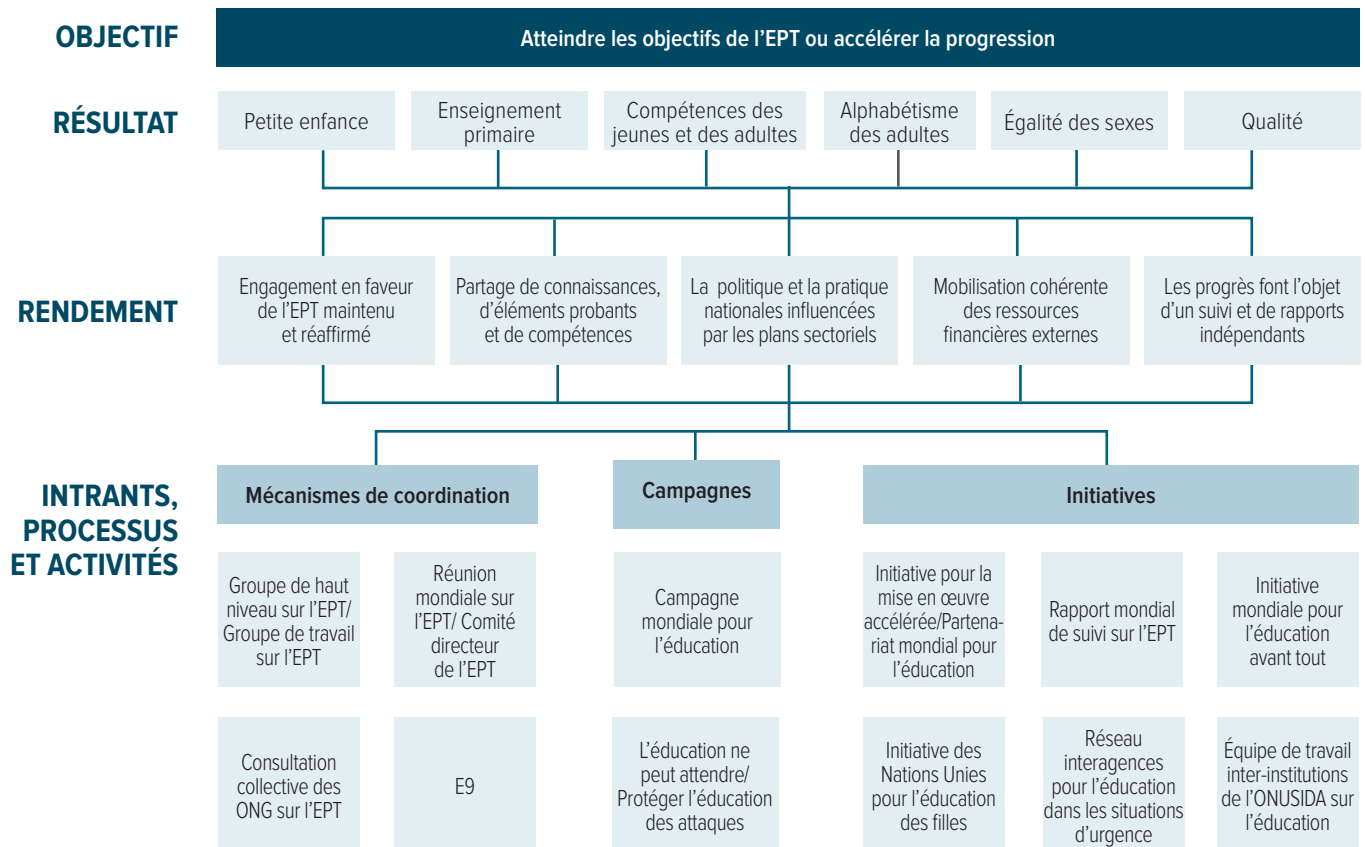 OBJECTIF
Atteindre les objectifs de l'EPT ou accélérer la progression
RÉSULTAT
Petite enfance
Enseignement
primaire
Compétences des
jeunes et des adultes
Alphabétisme
des adultes
Égalité des sexes
Qualité
RENDEMENT
Engagement en faveur
de l'EPT maintenu
et réaffirmé
Partage de connaissances,
d'éléments probants
et de compétences
La politique et la pratique
nationales influencées
par les plans sectoriels
Mobilisation cohérente
des ressources
financières externes
Les progrès font l'objet
d'un suivi et de rapports
indépendants
INTRANTS,
PROCESSUS
ET ACTIVITÉS
Mécanismes de coordination
Campagnes
Initiatives
Groupe de haut
niveau sur l'EPT/
Groupe de travail
sur l'EPT
Réunion
mondiale sur
l'EPT/ Comité
directeur
de l'EPT
Campagne
mondiale pour
l'éducation
Initiative pour la
mise en œuvre
accélérée/Partena-
riat mondial pour
l'éducation
Rapport mondial
de suivi sur l'EPT
Initiative
mondiale pour
l'éducation
avant tout
Consultation
collective des
ONG sur l'EPT
E9
L'éducation ne
peut attendre/
Protéger l'éducation
des attaques
Initiative des
Nations Unies
pour l'éducation
des filles
Réseau
interagences
pour l'éducation
dans les situations
d'urgence
Équipe de travail
inter-institutions
de l'ONUSIDA sur
l'éducation